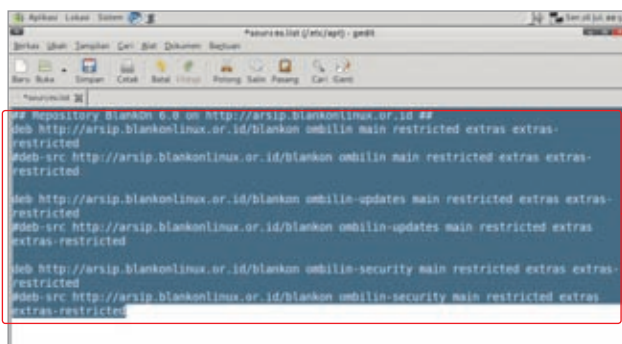 Aplikasi Lokasi Sistem
*sources.list (/etc/apt) - gedit
Berkas Ubah Tampilan Cari Alat Dokumen Bantuan
Baru Buka Simpan Cetak Batal Potong Salin Pasang Cari Ganti
*sources.list
## Repository BlankOn 6.0 on http://arsip.blankonlinux.or.id ##
deb http://arsip.blankonlinux.or.id/blankon ombilin main restricted extras extras-
restricted
#deb-src http://arsip.blankonlinux.or.id/blankon ombilin main restricted extras extras-
restricted
deb http://arsip.blankonlinux.or.id/blankon ombilin-updates main restricted extras extras-
restricted
#deb-src http://arsip.blankonlinux.or.id/blankon ombilin-updates main restricted extras
extras-restricted
deb http://arsip.blankonlinux.or.id/blankon ombilin-security main restricted extras extras-
restricted
#deb-src http://arsip.blankonlinux.or.id/blankon ombilin-security main restricted extras
extras-restricted